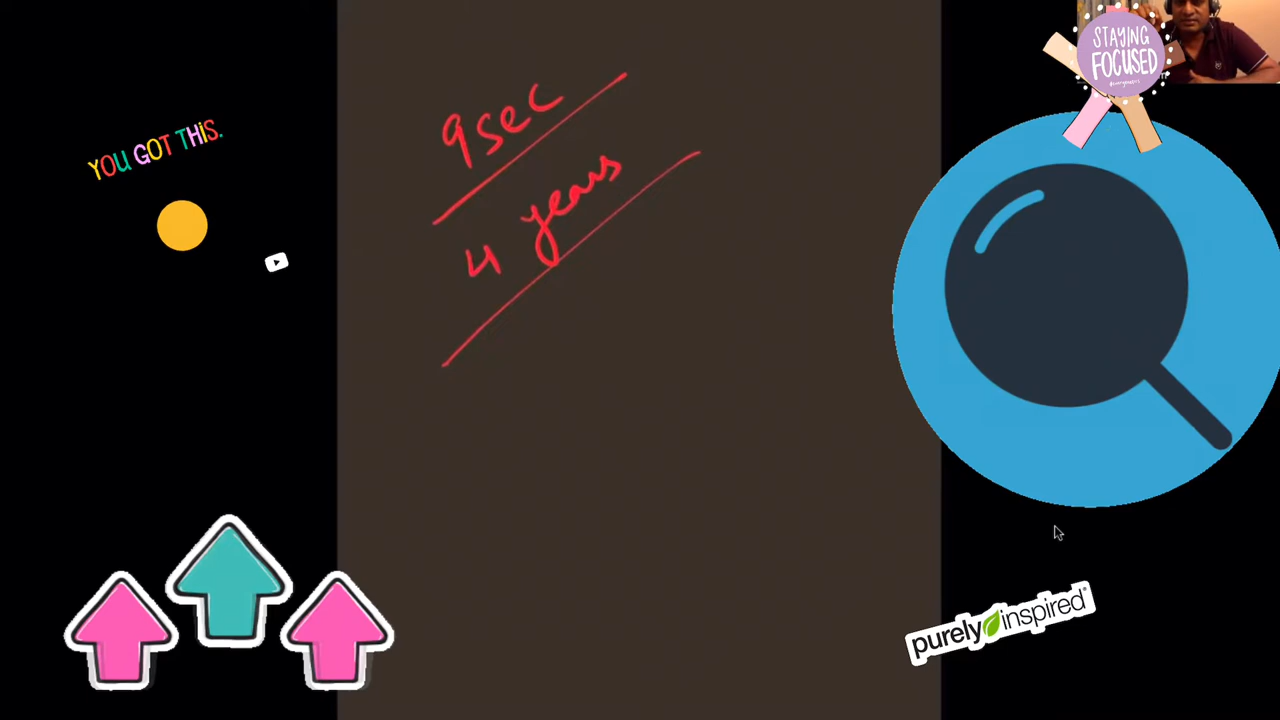 STAYING
FOCUSED
YOU GOT THiS.
9sec
4 years
purely inspired®